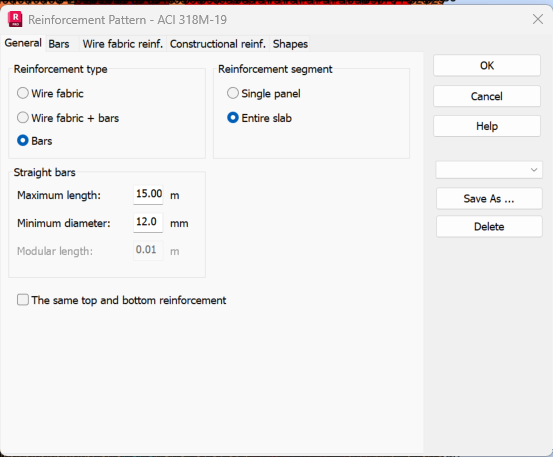 R
PRO
Reinforcement Pattern - ACI 318M-19
General Bars Wire fabric reinf. Constructional reinf. Shapes
Reinforcement type
Wire fabric
Wire fabric + bars
Bars
Reinforcement segment
Single panel
Entire slab
Straight bars
Maximum length: 15.00 m
Minimum diameter: 12.0 mm
Modular length: 0.01 m
The same top and bottom reinforcement
OK
Cancel
Help
Save As ...
Delete